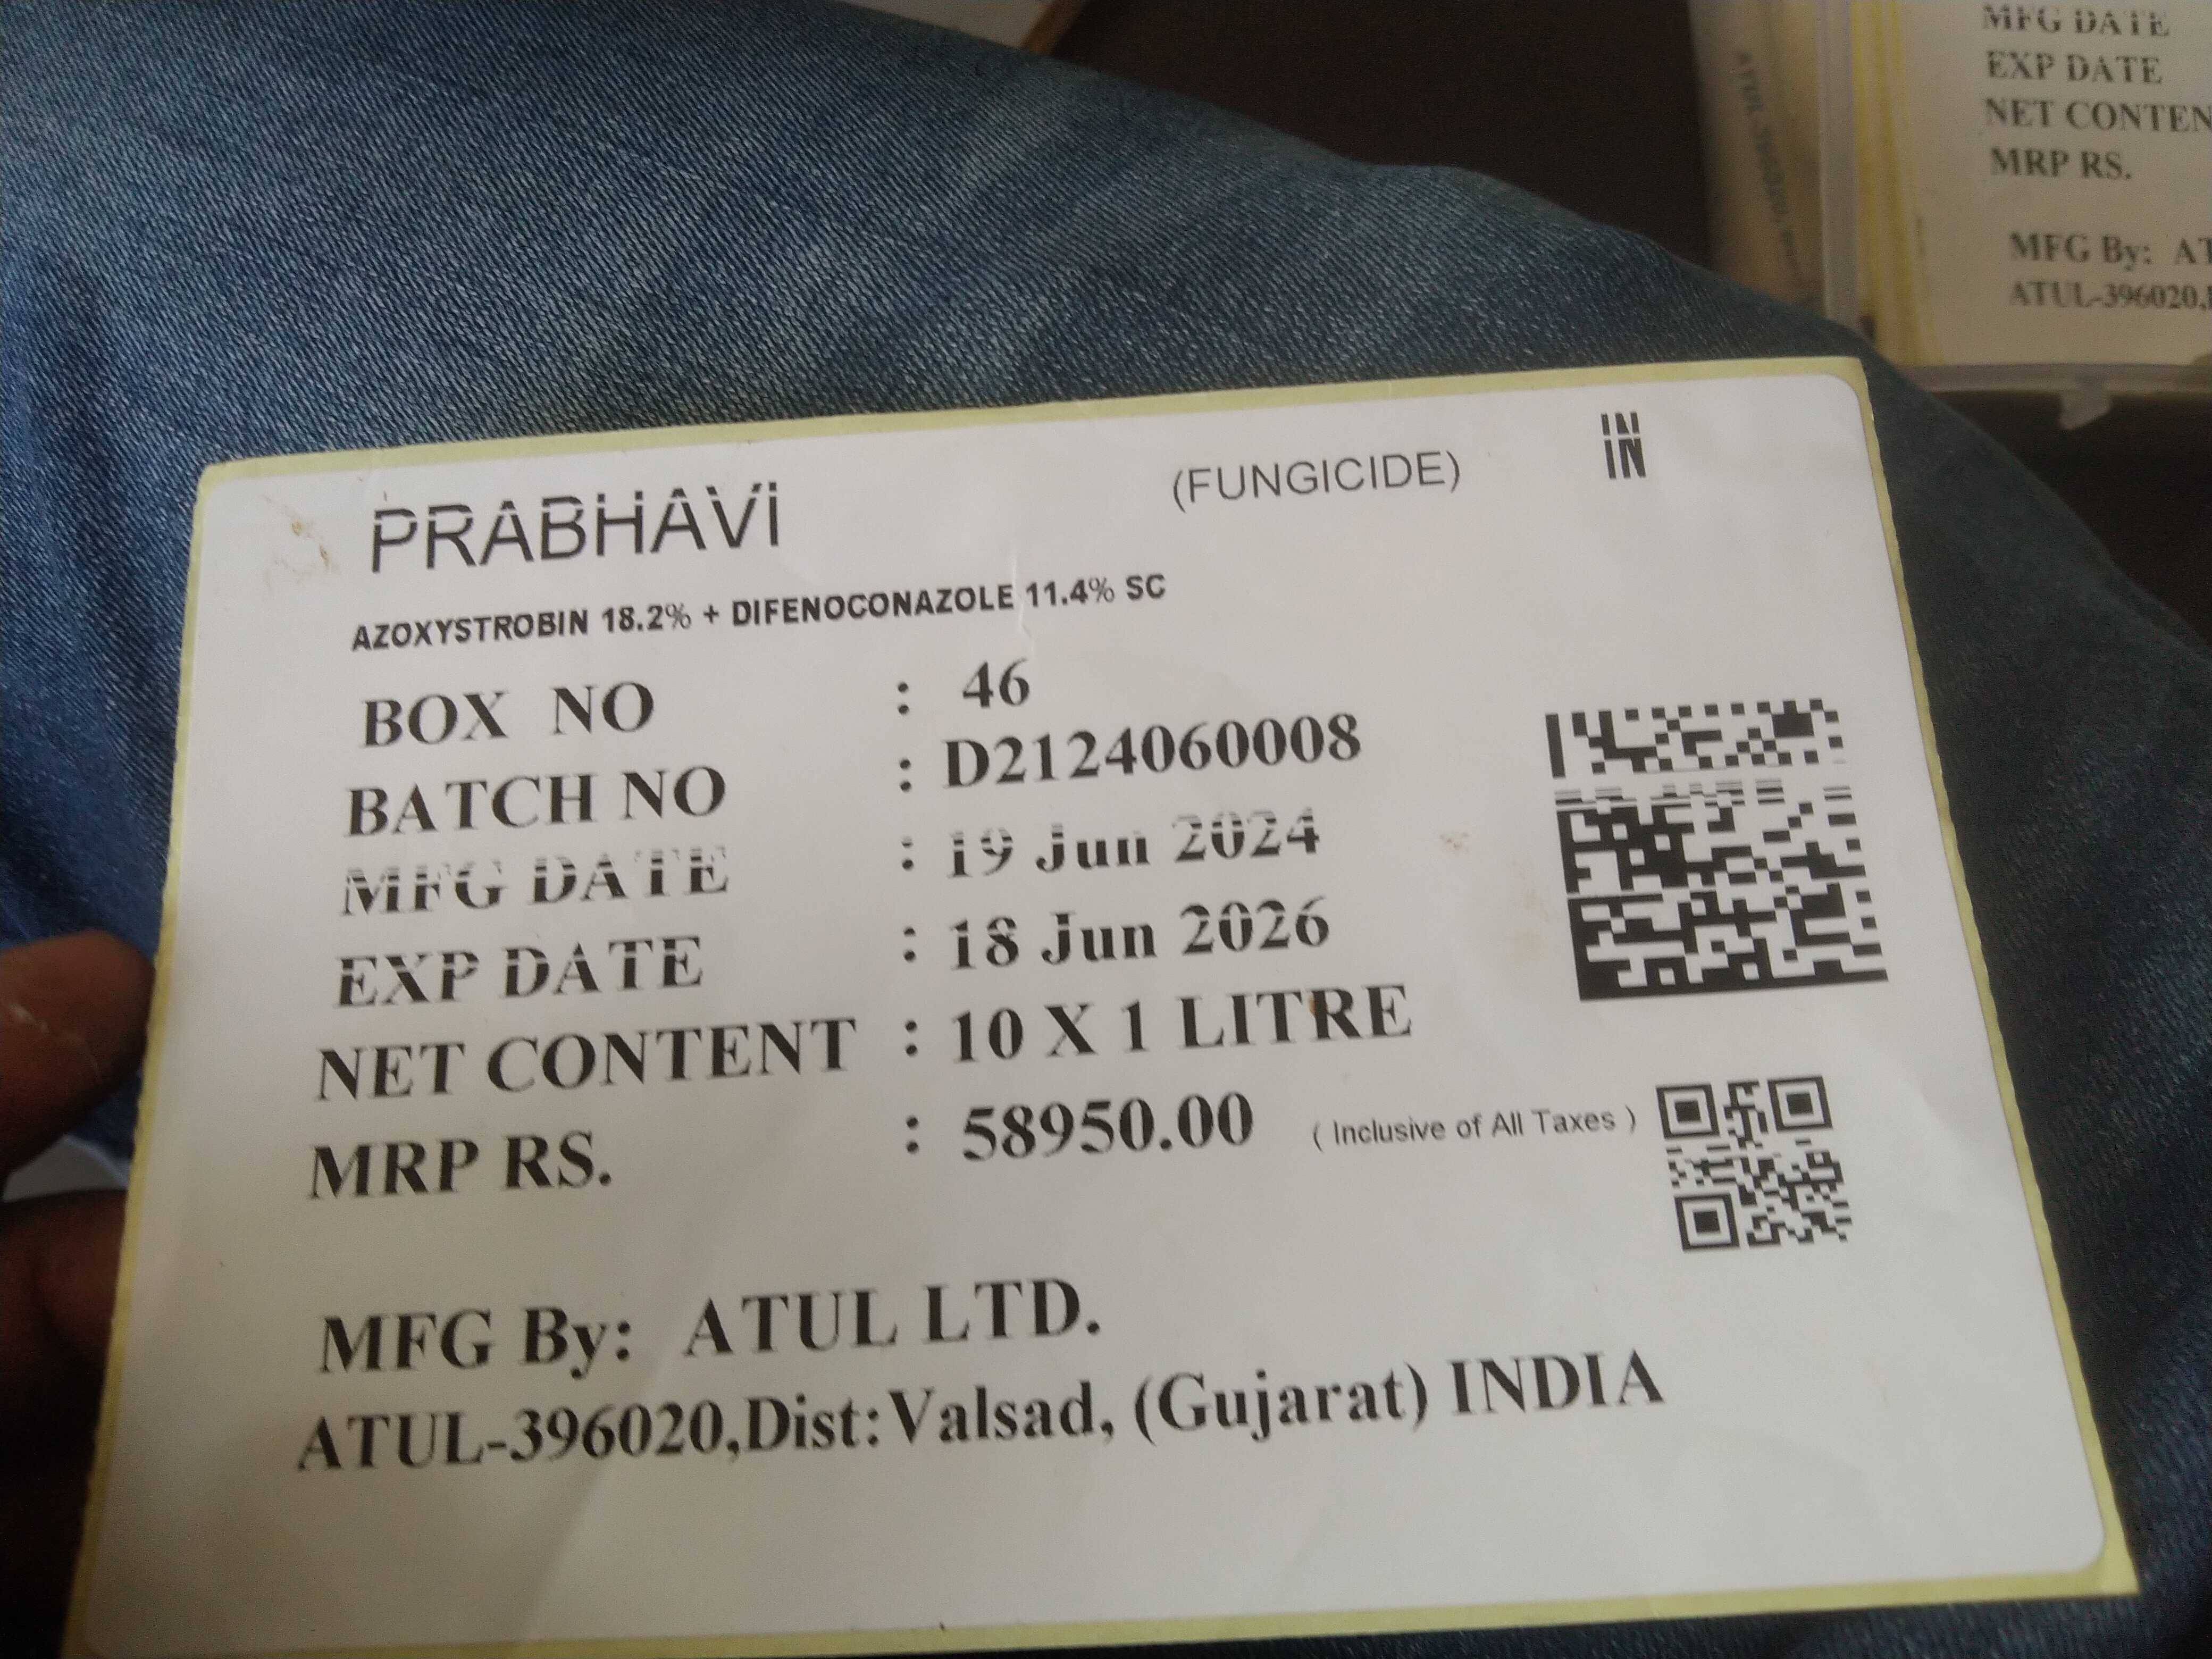 PRABHAVI (FUNGICIDE) IN
AZOXYSTROBIN 18.2% + DIFENOCONAZOLE 11.4% SC
BOX NO : 46
BATCH NO : D2124060008
MFG DATE : 19 Jun 2024
EXP DATE : 18 Jun 2026
NET CONTENT : 10 X 1 LITRE
MRP RS. : 58950.00 ( Inclusive of All Taxes )
MFG By: ATUL LTD.
ATUL-396020,Dist:Valsad, (Gujarat) INDIA
MFG DATE
EXP DATE
NET CONTEN
MRP RS.
MFG By: AT
ATUL-396020,